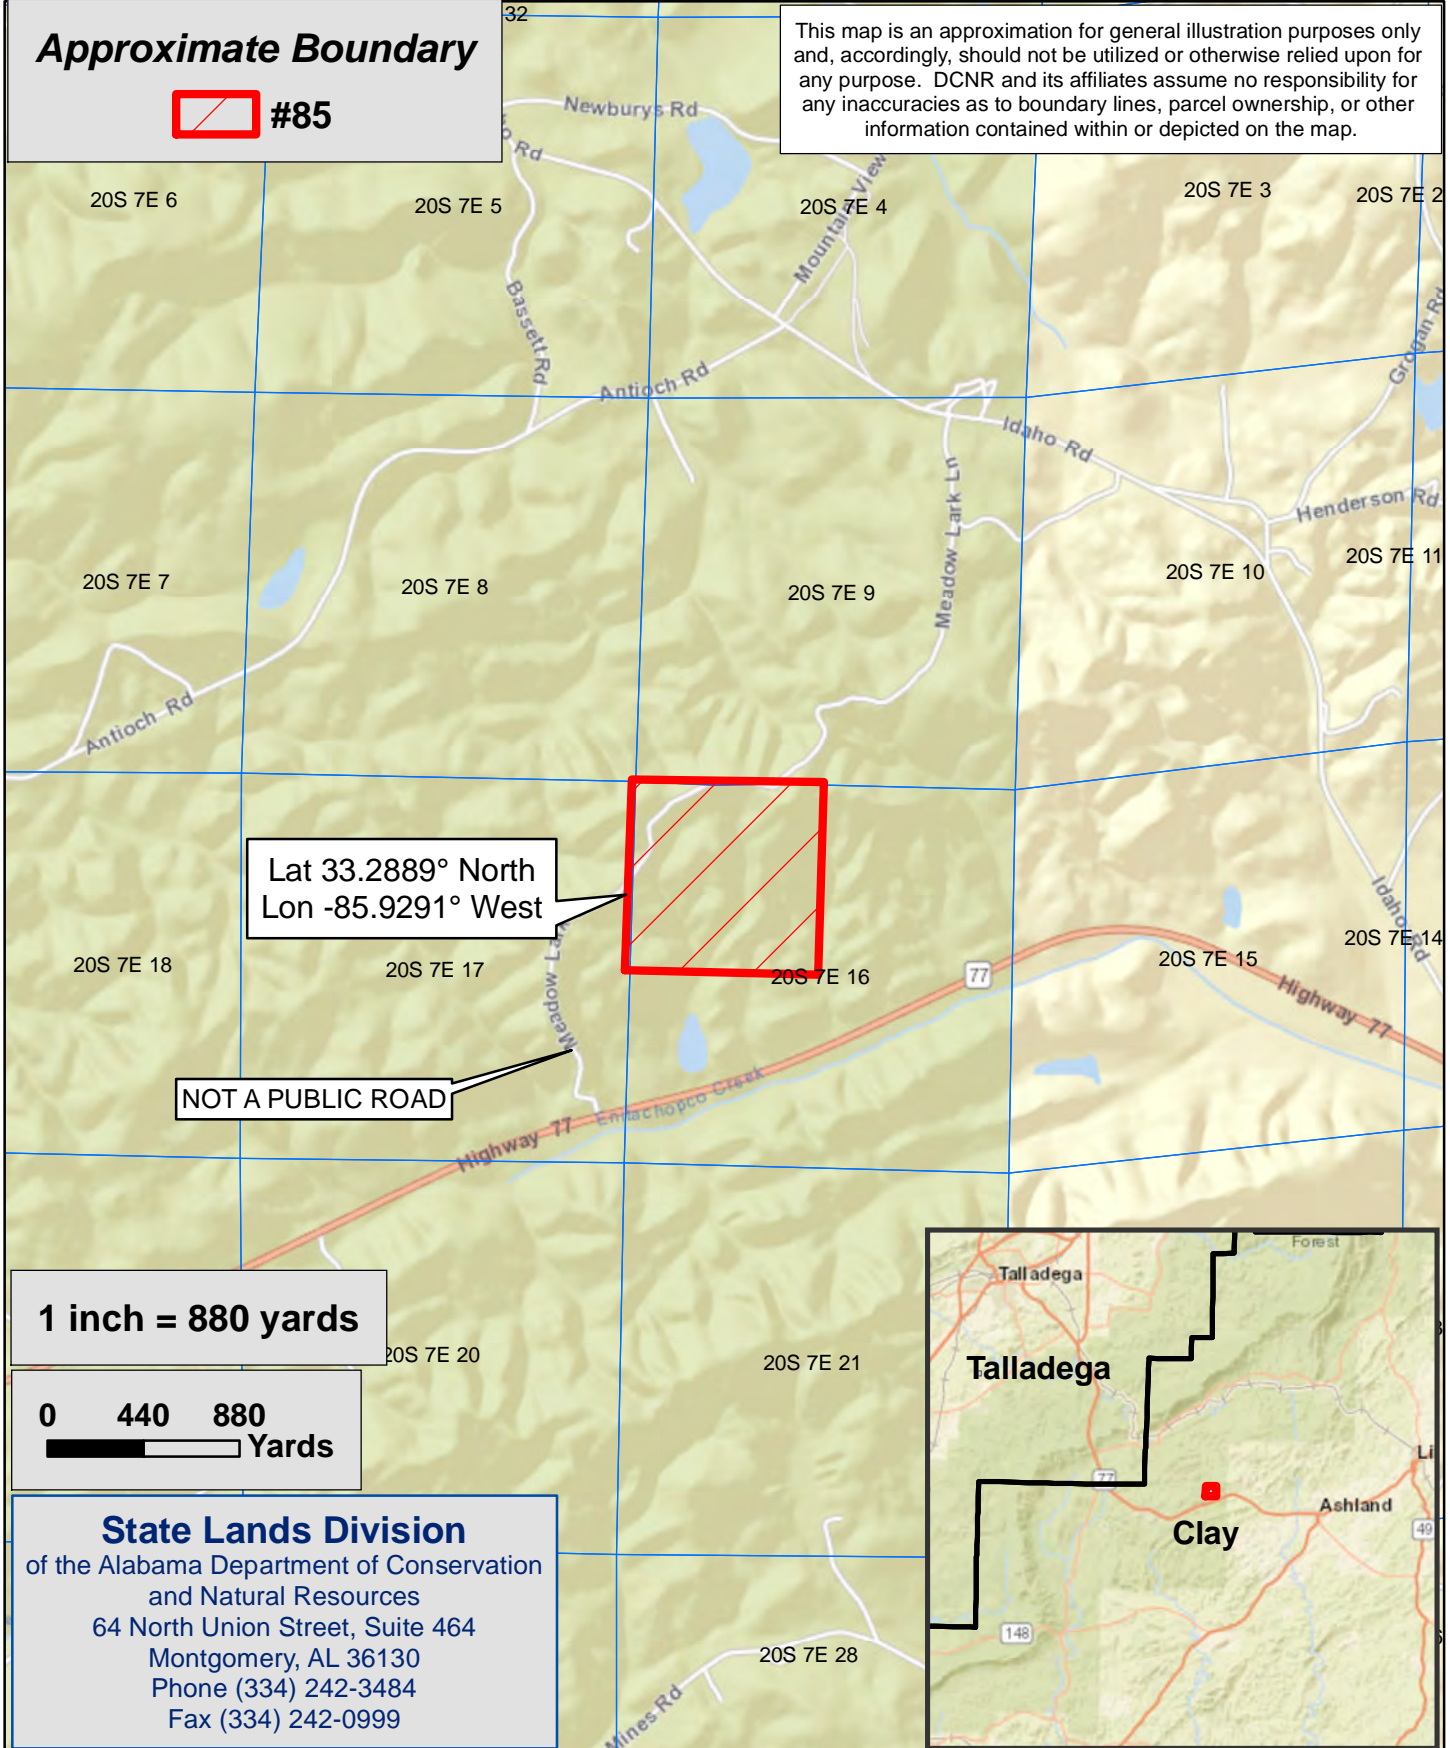 Approximate Boundary
#85
32
This map is an approximation for general illustration purposes only
and, accordingly, should not be utilized or otherwise relied upon for
any purpose. DCNR and its affiliates assume no responsibility for
any inaccuracies as to boundary lines, parcel ownership, or other
information contained within or depicted on the map.
Newburys Rd
Rd
Mountain View
20S 7E 6
20S 7E 5
20S 7E 4
20S 7E 3
20S 7E 2
Bassett Rd
Antioch Rd
Grogan Rd
Idaho Rd
Meadow Lark Ln
Henderson Rd
20S 7E 7
20S 7E 8
20S 7E 9
20S 7E 10
20S 7E 11
Antioch Rd
Lat 33.2889° North
Lon -85.9291° West
Meadow Lark
Idaho Rd
20S 7E 18
20S 7E 17
20S 7E 16
77
20S 7E 15
20S 7E 14
Highway 77
NOT A PUBLIC ROAD
Enitachopco Creek
Highway 77
1 inch = 880 yards
20S 7E 20
20S 7E 21
0 440 880
Yards
State Lands Division
of the Alabama Department of Conservation
and Natural Resources
64 North Union Street, Suite 464
Montgomery, AL 36130
Phone (334) 242-3484
Fax (334) 242-0999
20S 7E 28
Mines Rd
Forest
Talladega
Talladega
77
Li
Ashland
Clay
49
148